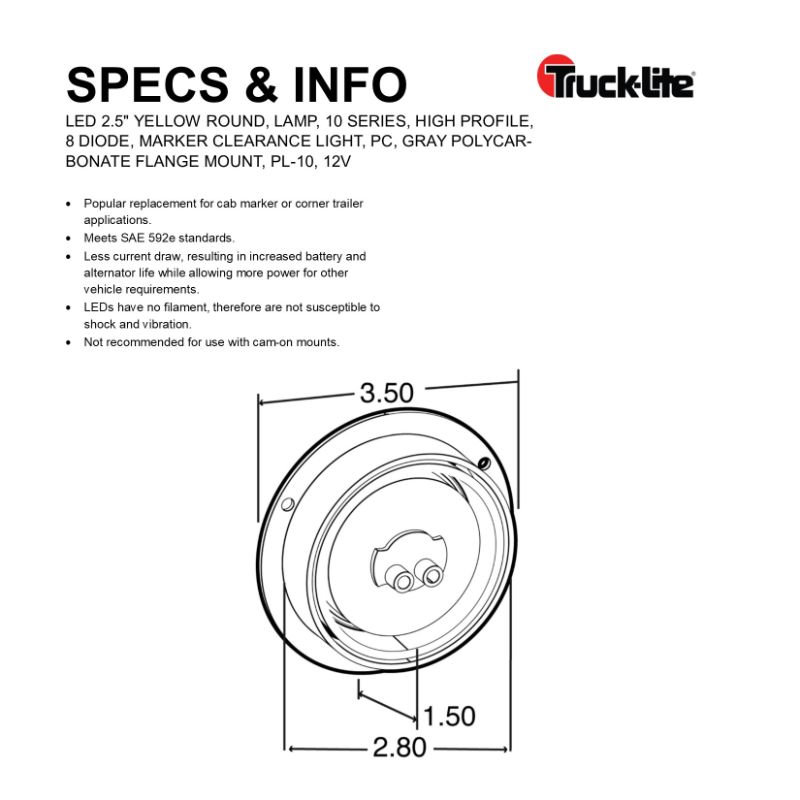 SPECS & INFO
Truck-Lite®
LED 2.5" YELLOW ROUND, LAMP, 10 SERIES, HIGH PROFILE,
8 DIODE, MARKER CLEARANCE LIGHT, PC, GRAY POLYCAR-
BONATE FLANGE MOUNT, PL-10, 12V
• Popular replacement for cab marker or corner trailer
applications.
• Meets SAE 592e standards.
• Less current draw, resulting in increased battery and
alternator life while allowing more power for other
vehicle requirements.
• LEDs have no filament, therefore are not susceptible to
shock and vibration.
• Not recommended for use with cam-on mounts.
3.50
1.50
2.80